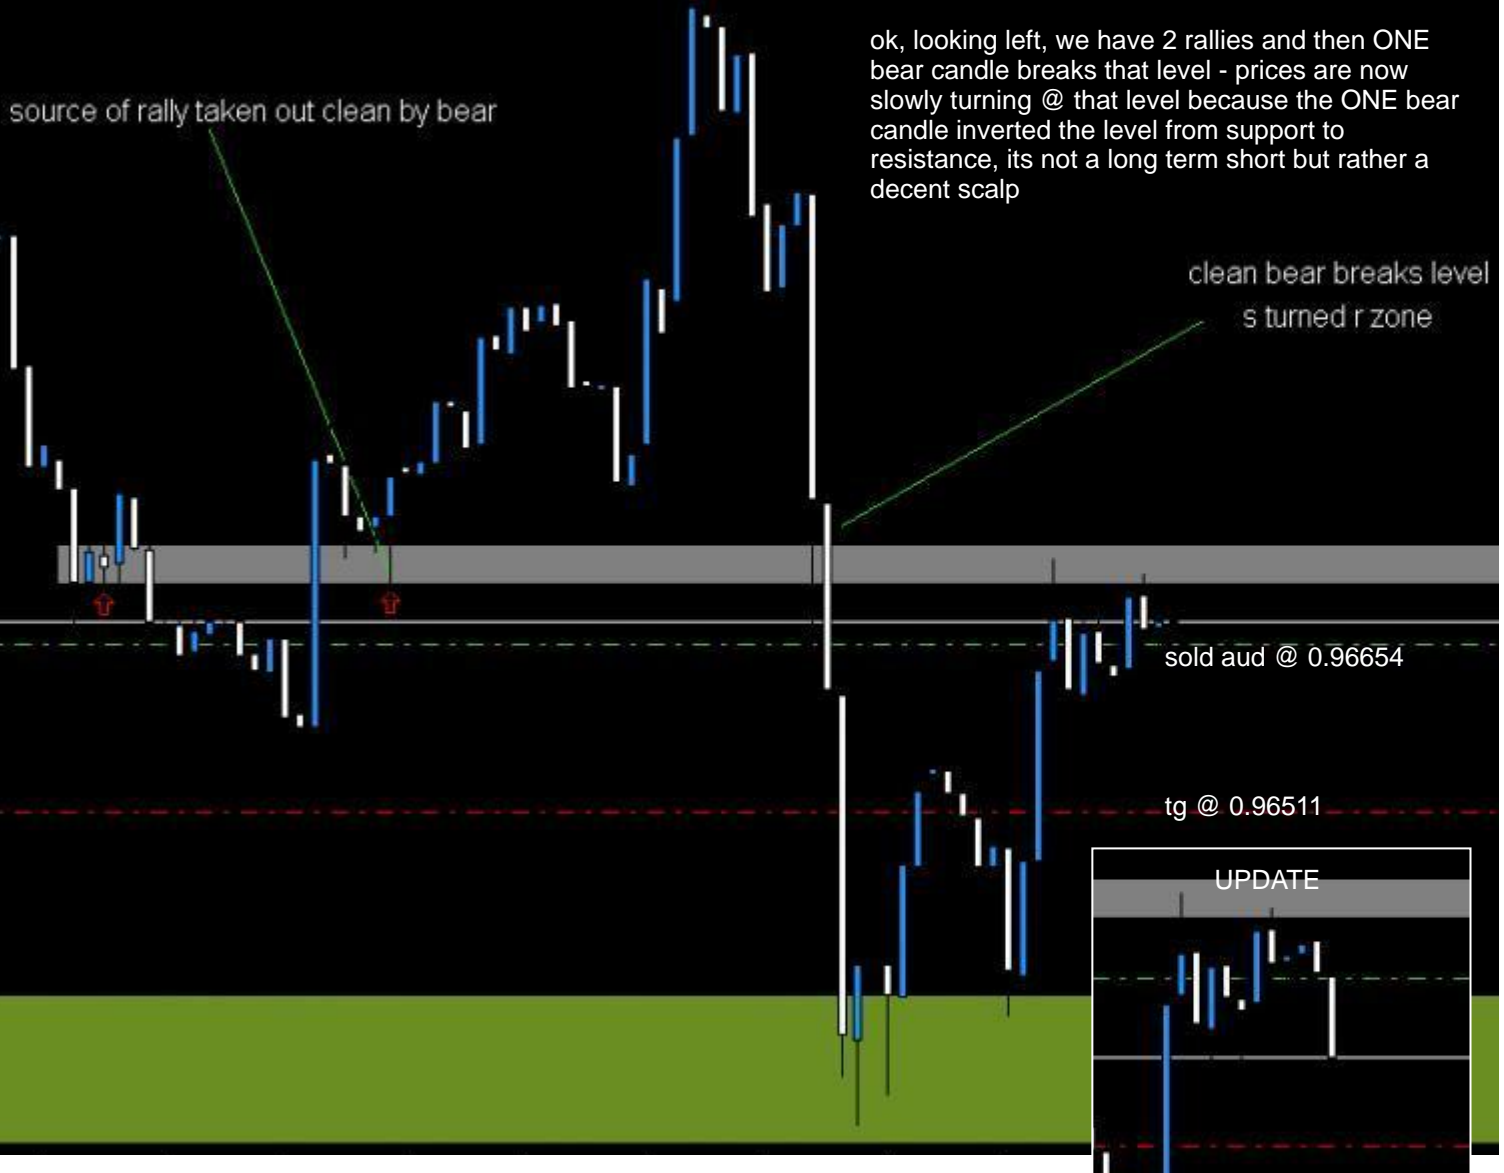 ok, looking left, we have 2 rallies and then ONE
bear candle breaks that level - prices are now
slowly turning @ that level because the ONE bear
candle inverted the level from support to
resistance, its not a long term short but rather a
decent scalp
source of rally taken out clean by bear
clean bear breaks level
s turned r zone
sold aud @ 0.96654
tg @ 0.96511
UPDATE